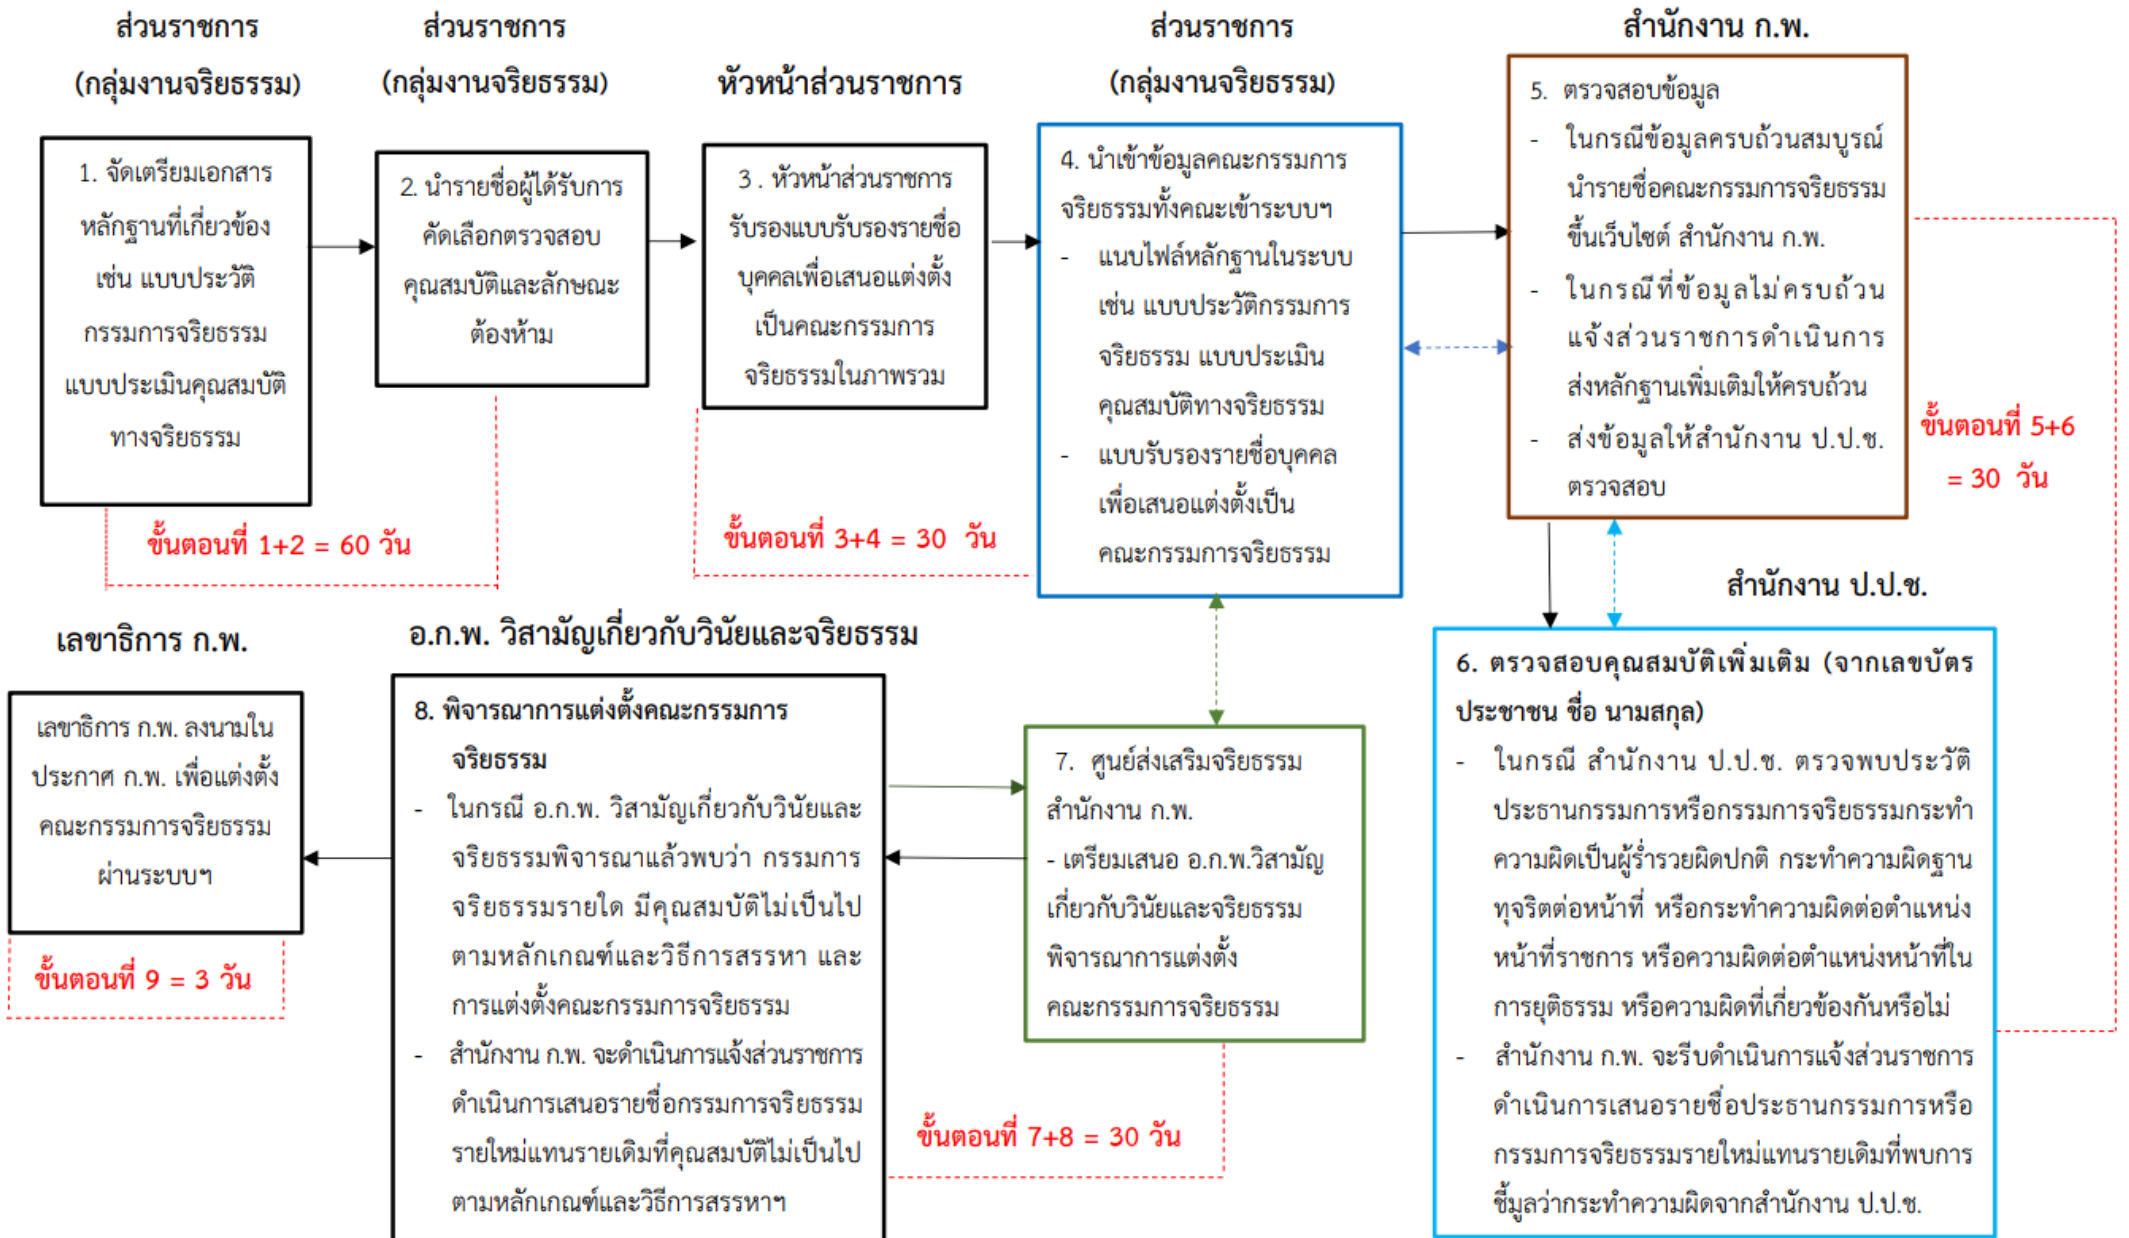 ส่วนราชการ
(กลุ่มงานจริยธรรม)
1. จัดเตรียมเอกสาร
หลักฐานที่เกี่ยวข้อง
เช่น แบบประวัติ
กรรมการจริยธรรม
แบบประเมินคุณสมบัติ
ทางจริยธรรม
ส่วนราชการ
(กลุ่มงานจริยธรรม)
2. นำรายชื่อผู้ได้รับการ
คัดเลือกตรวจสอบ
คุณสมบัติและลักษณะ
ต้องห้าม
ขั้นตอนที่ 1+2 = 60 วัน
หัวหน้าส่วนราชการ
3 . หัวหน้าส่วนราชการ
รับรองแบบรับรองรายชื่อ
บุคคลเพื่อเสนอแต่งตั้ง
เป็นคณะกรรมการ
จริยธรรมในภาพรวม
ส่วนราชการ
(กลุ่มงานจริยธรรม)
4. นำเข้าข้อมูลคณะกรรมการ
จริยธรรมทั้งคณะเข้าระบบฯ
- แนบไฟล์หลักฐานในระบบ
เช่น แบบประวัติกรรมการ
จริยธรรม แบบประเมิน
คุณสมบัติทางจริยธรรม
- แบบรับรองรายชื่อบุคคล
เพื่อเสนอแต่งตั้งเป็น
คณะกรรมการจริยธรรม
ขั้นตอนที่ 3+4 = 30 วัน
สำนักงาน ก.พ.
5. ตรวจสอบข้อมูล
- ในกรณีข้อมูลครบถ้วนสมบูรณ์
นำรายชื่อคณะกรรมการจริยธรรม
ขึ้นเว็บไซต์ สำนักงาน ก.พ.
- ในกรณีที่ข้อมูลไม่ครบถ้วน
แจ้งส่วนราชการดำเนินการ
ส่งหลักฐานเพิ่มเติมให้ครบถ้วน
- ส่งข้อมูลให้สำนักงาน ป.ป.ช.
ตรวจสอบ
ขั้นตอนที่ 5+6
= 30 วัน
สำนักงาน ป.ป.ช.
6. ตรวจสอบคุณสมบัติเพิ่มเติม (จากเลขบัตร
ประชาชน ชื่อ นามสกุล)
- ในกรณี สำนักงาน ป.ป.ช. ตรวจพบประวัติ
ประธานกรรมการหรือกรรมการจริยธรรมกระทำ
ความผิดเป็นผู้ร่ำรวยผิดปกติ กระทำความผิดฐาน
ทุจริตต่อหน้าที่ หรือกระทำความผิดต่อตำแหน่ง
หน้าที่ราชการ หรือความผิดต่อตำแหน่งหน้าที่ใน
การยุติธรรม หรือความผิดที่เกี่ยวข้องกันหรือไม่
- สำนักงาน ก.พ. จะรีบดำเนินการแจ้งส่วนราชการ
ดำเนินการเสนอรายชื่อประธานกรรมการหรือ
กรรมการจริยธรรมรายใหม่แทนรายเดิมที่พบการ
ชี้มูลว่ากระทำความผิดจากสำนักงาน ป.ป.ช.
7. ศูนย์ส่งเสริมจริยธรรม
สำนักงาน ก.พ.
- เตรียมเสนอ อ.ก.พ.วิสามัญ
เกี่ยวกับวินัยและจริยธรรม
พิจารณาการแต่งตั้ง
คณะกรรมการจริยธรรม
อ.ก.พ. วิสามัญเกี่ยวกับวินัยและจริยธรรม
8. พิจารณาการแต่งตั้งคณะกรรมการ
จริยธรรม
- ในกรณี อ.ก.พ. วิสามัญเกี่ยวกับวินัยและ
จริยธรรมพิจารณาแล้วพบว่า กรรมการ
จริยธรรมรายใด มีคุณสมบัติไม่เป็นไป
ตามหลักเกณฑ์และวิธีการสรรหา และ
การแต่งตั้งคณะกรรมการจริยธรรม
- สำนักงาน ก.พ. จะดำเนินการแจ้งส่วนราชการ
ดำเนินการเสนอรายชื่อกรรมการจริยธรรม
รายใหม่แทนรายเดิมที่คุณสมบัติไม่เป็นไป
ตามหลักเกณฑ์และวิธีการสรรหาฯ
ขั้นตอนที่ 7+8 = 30 วัน
เลขาธิการ ก.พ.
เลขาธิการ ก.พ. ลงนามใน
ประกาศ ก.พ. เพื่อแต่งตั้ง
คณะกรรมการจริยธรรม
ผ่านระบบฯ
ขั้นตอนที่ 9 = 3 วัน